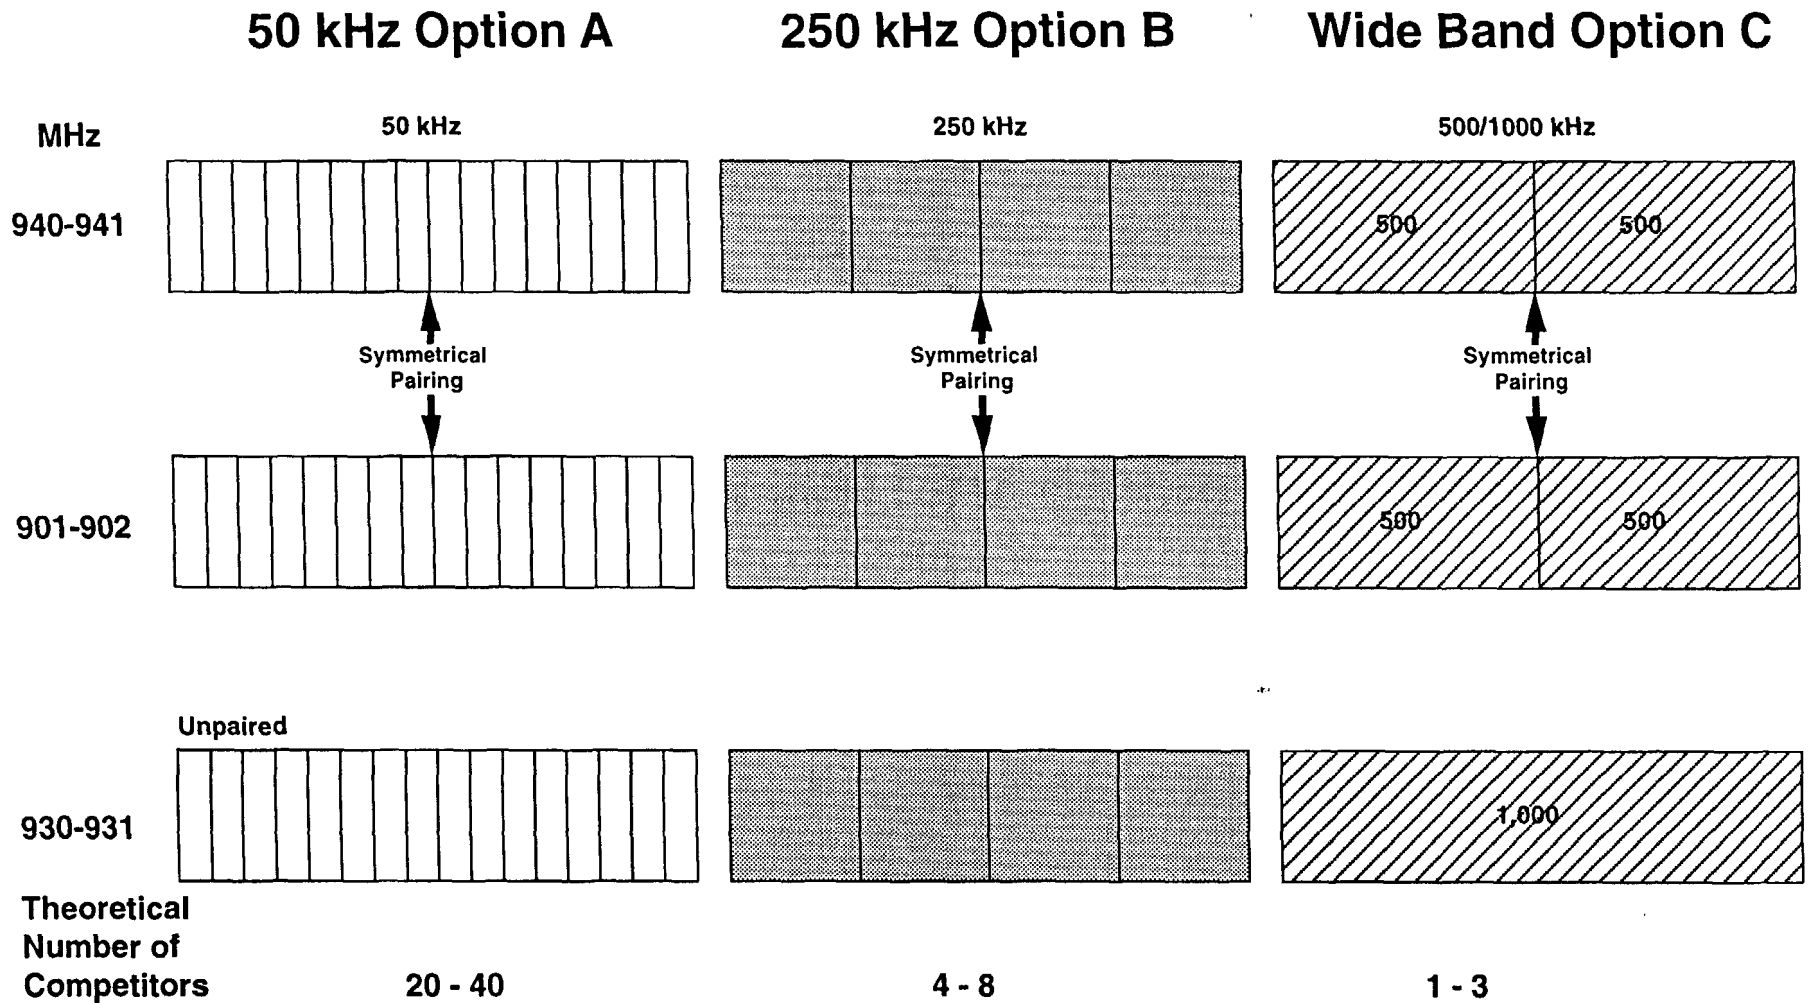 50 kHz Option A
250 kHz Option B
Wide Band Option C
MHz
50 kHz
250 kHz
500/1000 kHz
940-941
500
500
Symmetrical
Pairing
Symmetrical
Pairing
Symmetrical
Pairing
901-902
500
500
Unpaired
930-931
1,000
Theoretical
Number of
Competitors
20 - 40
4 - 8
1 - 3